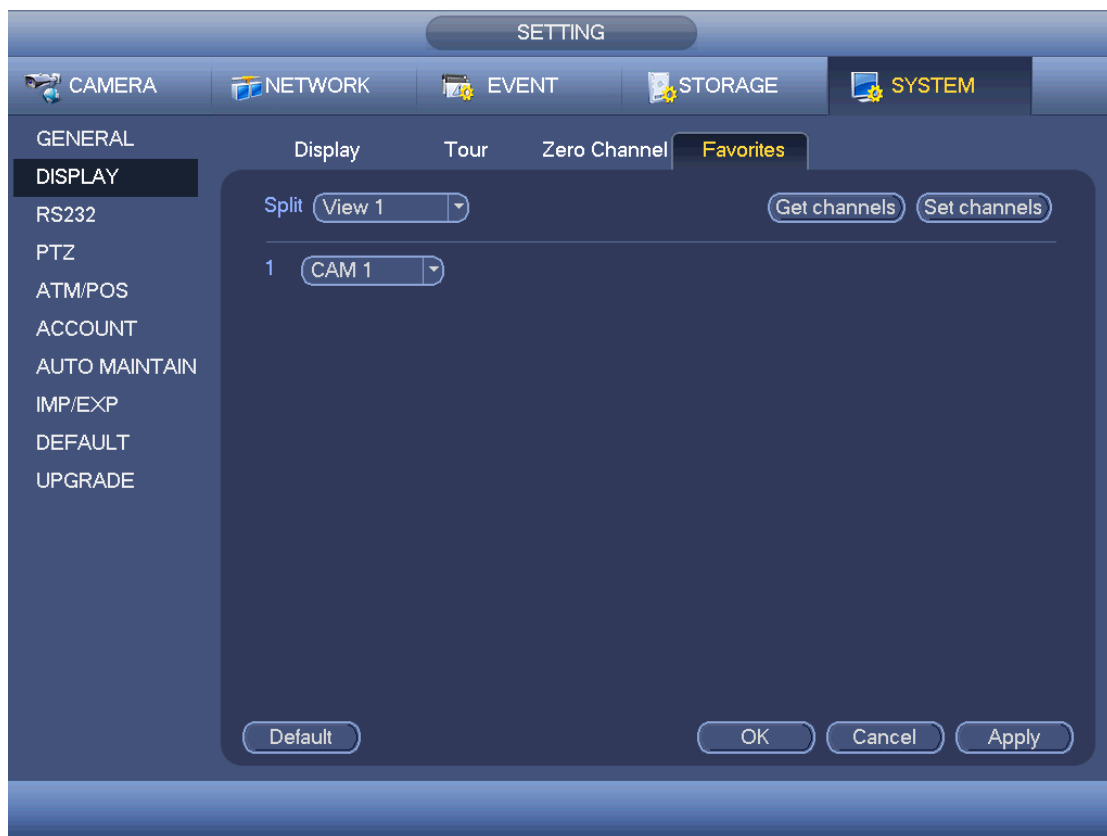 SETTING
CAMERA NETWORK EVENT STORAGE SYSTEM
GENERAL
DISPLAY
RS232
PTZ
ATM/POS
ACCOUNT
AUTO MAINTAIN
IMP/EXP
DEFAULT
UPGRADE
Display Tour Zero Channel Favorites
Split View 1 Get channels Set channels
1 CAM 1
Default OK Cancel Apply